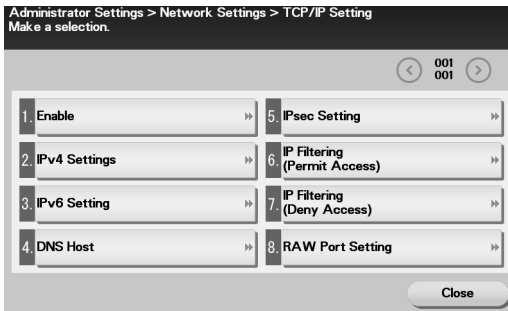 Administrator Settings > Network Settings > TCP/IP Setting
Make a selection.
001
001
1. Enable
2. IPv4 Settings
3. IPv6 Setting
4. DNS Host
5. IPsec Setting
6. IP Filtering
(Permit Access)
7. IP Filtering
(Deny Access)
8. RAW Port Setting
Close